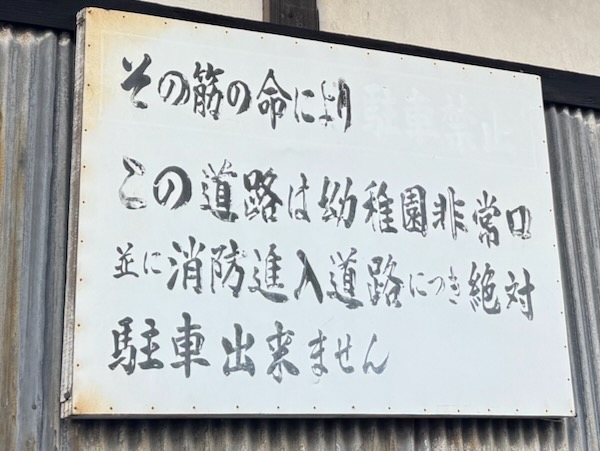 その筋の命により
この道路は幼稚園非常口
並に消防進入道路につき絶対
駐車出来ません